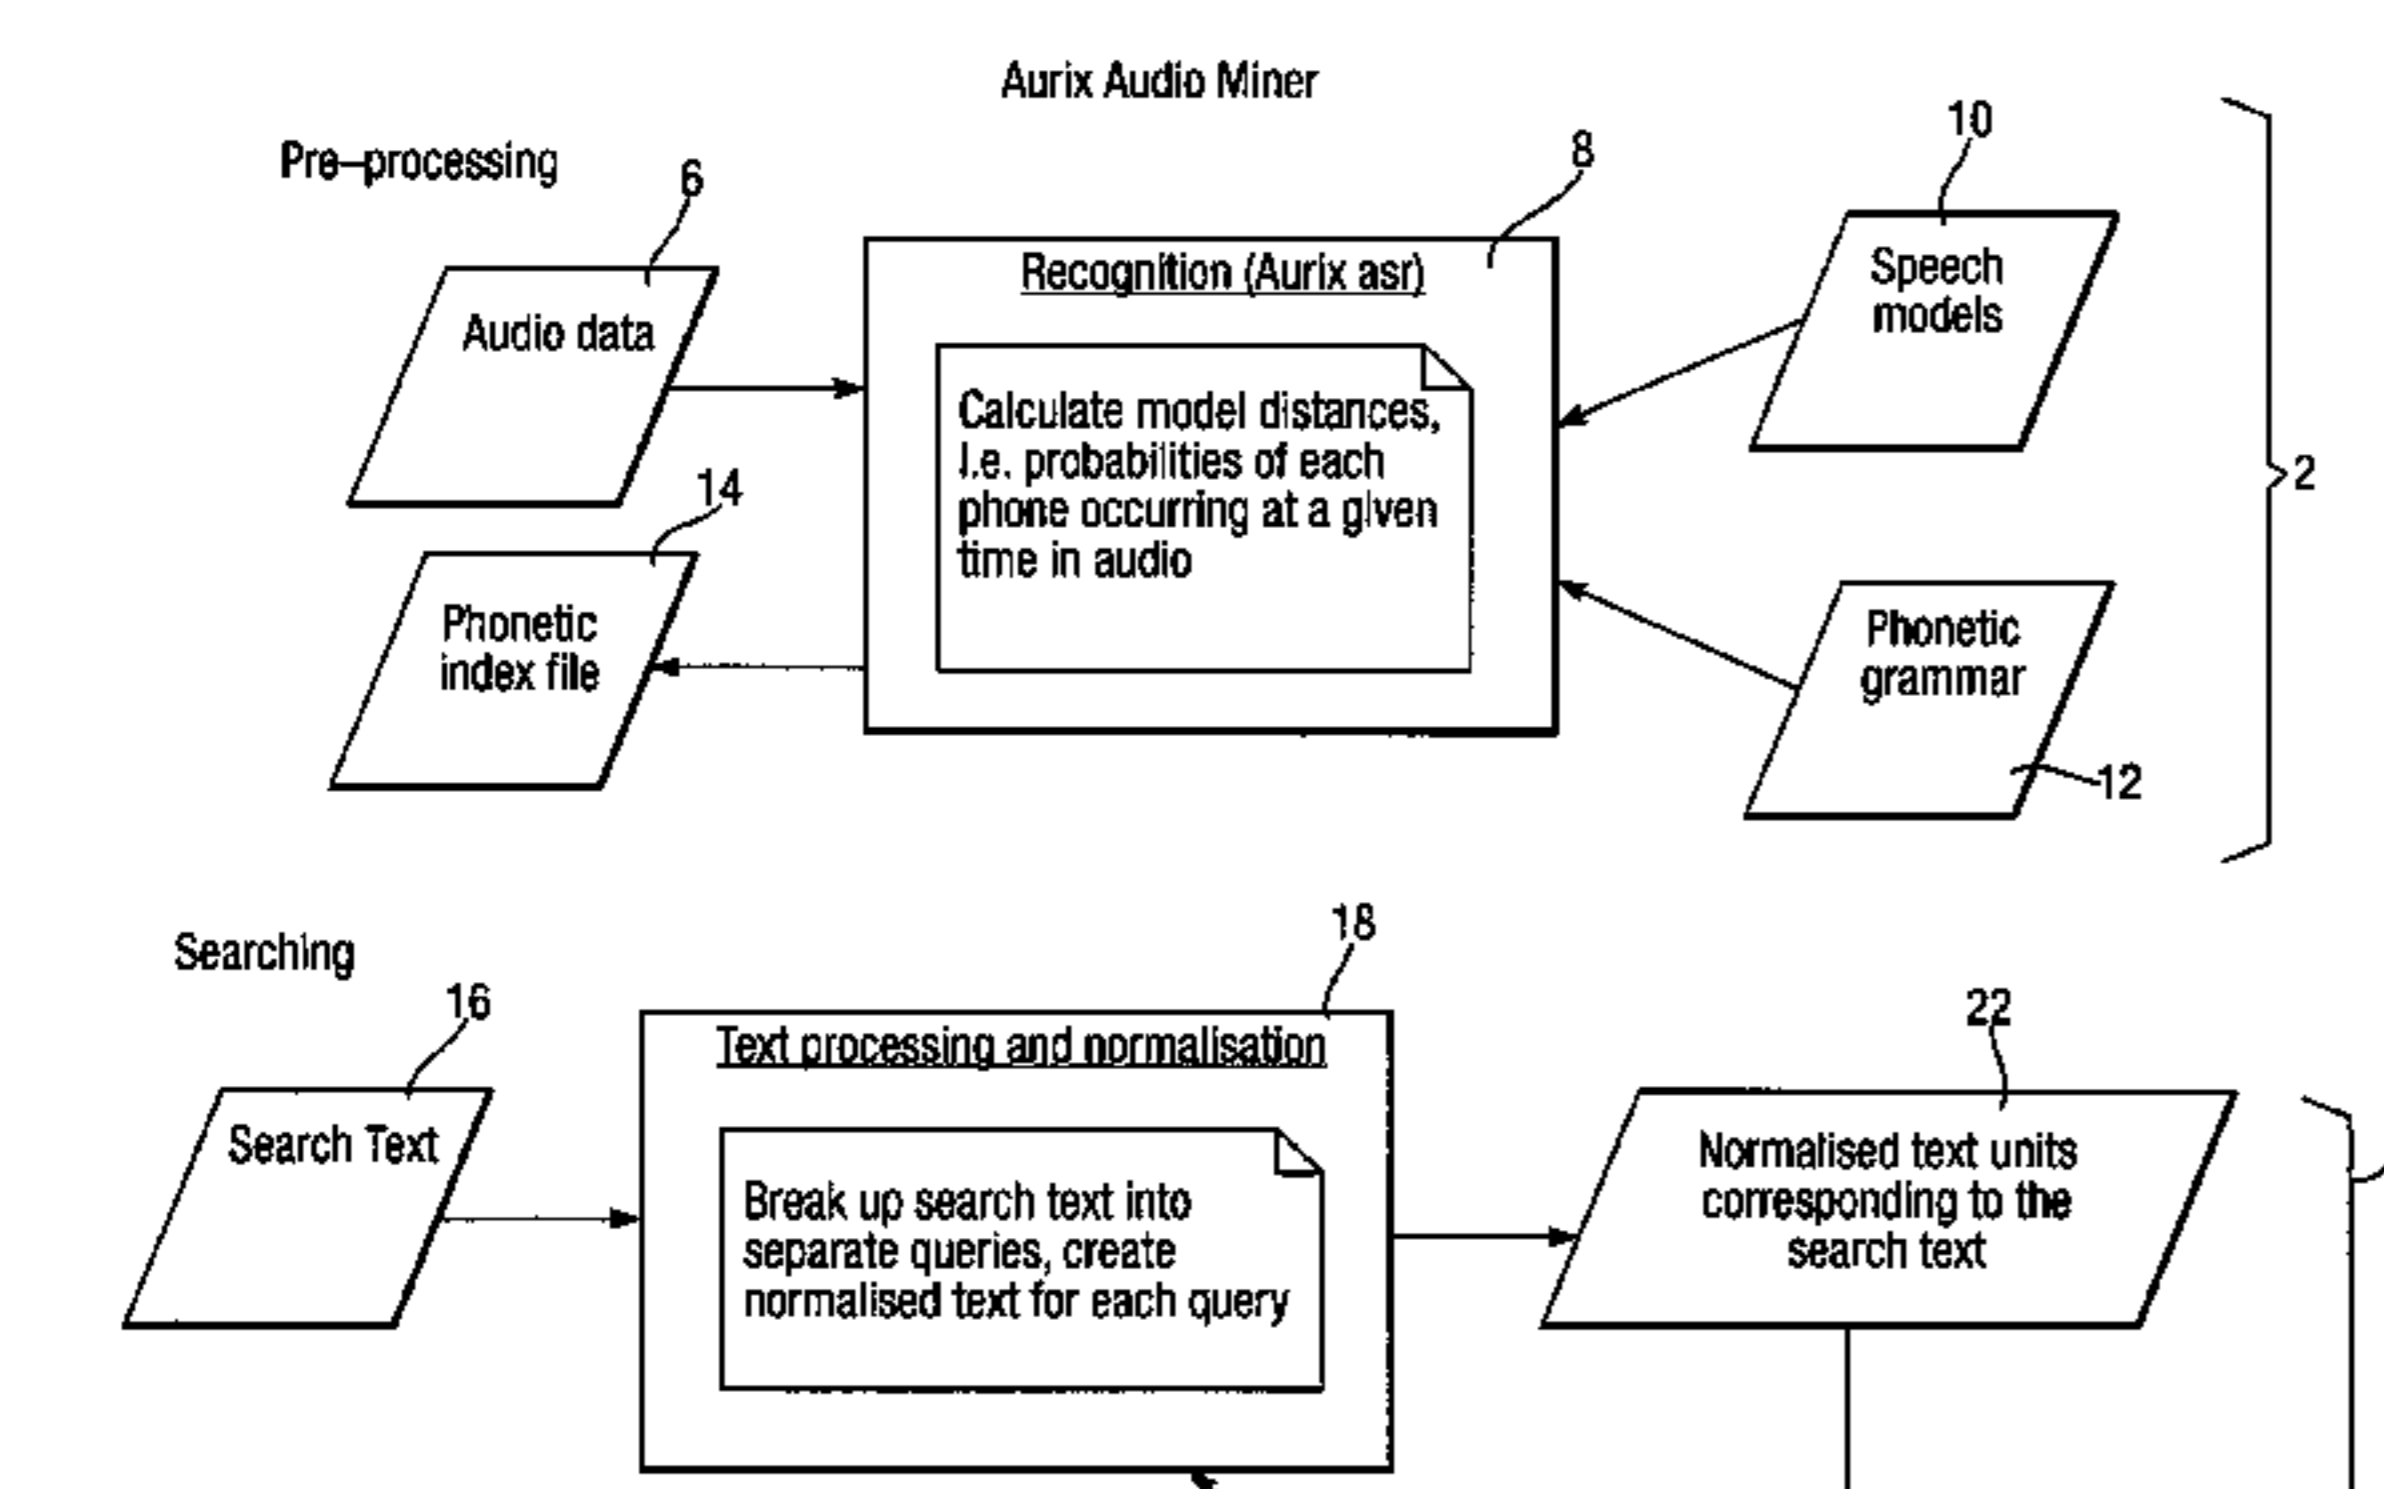 Aurix Audio Miner
Pre-processing
6
8
10
Audio data
Recognition (Aurix asr)
Speech
models
Calculate model distances,
I.e. probabilities of each
phone occurring at a given
time in audio
2
14
Phonetic
index file
Phonetic
grammar
12
Searching
16
18
22
Search Text
Text processing and normalisation
Break up search text into
separate queries, create
normalised text for each query
Normalised text units
corresponding to the
search text